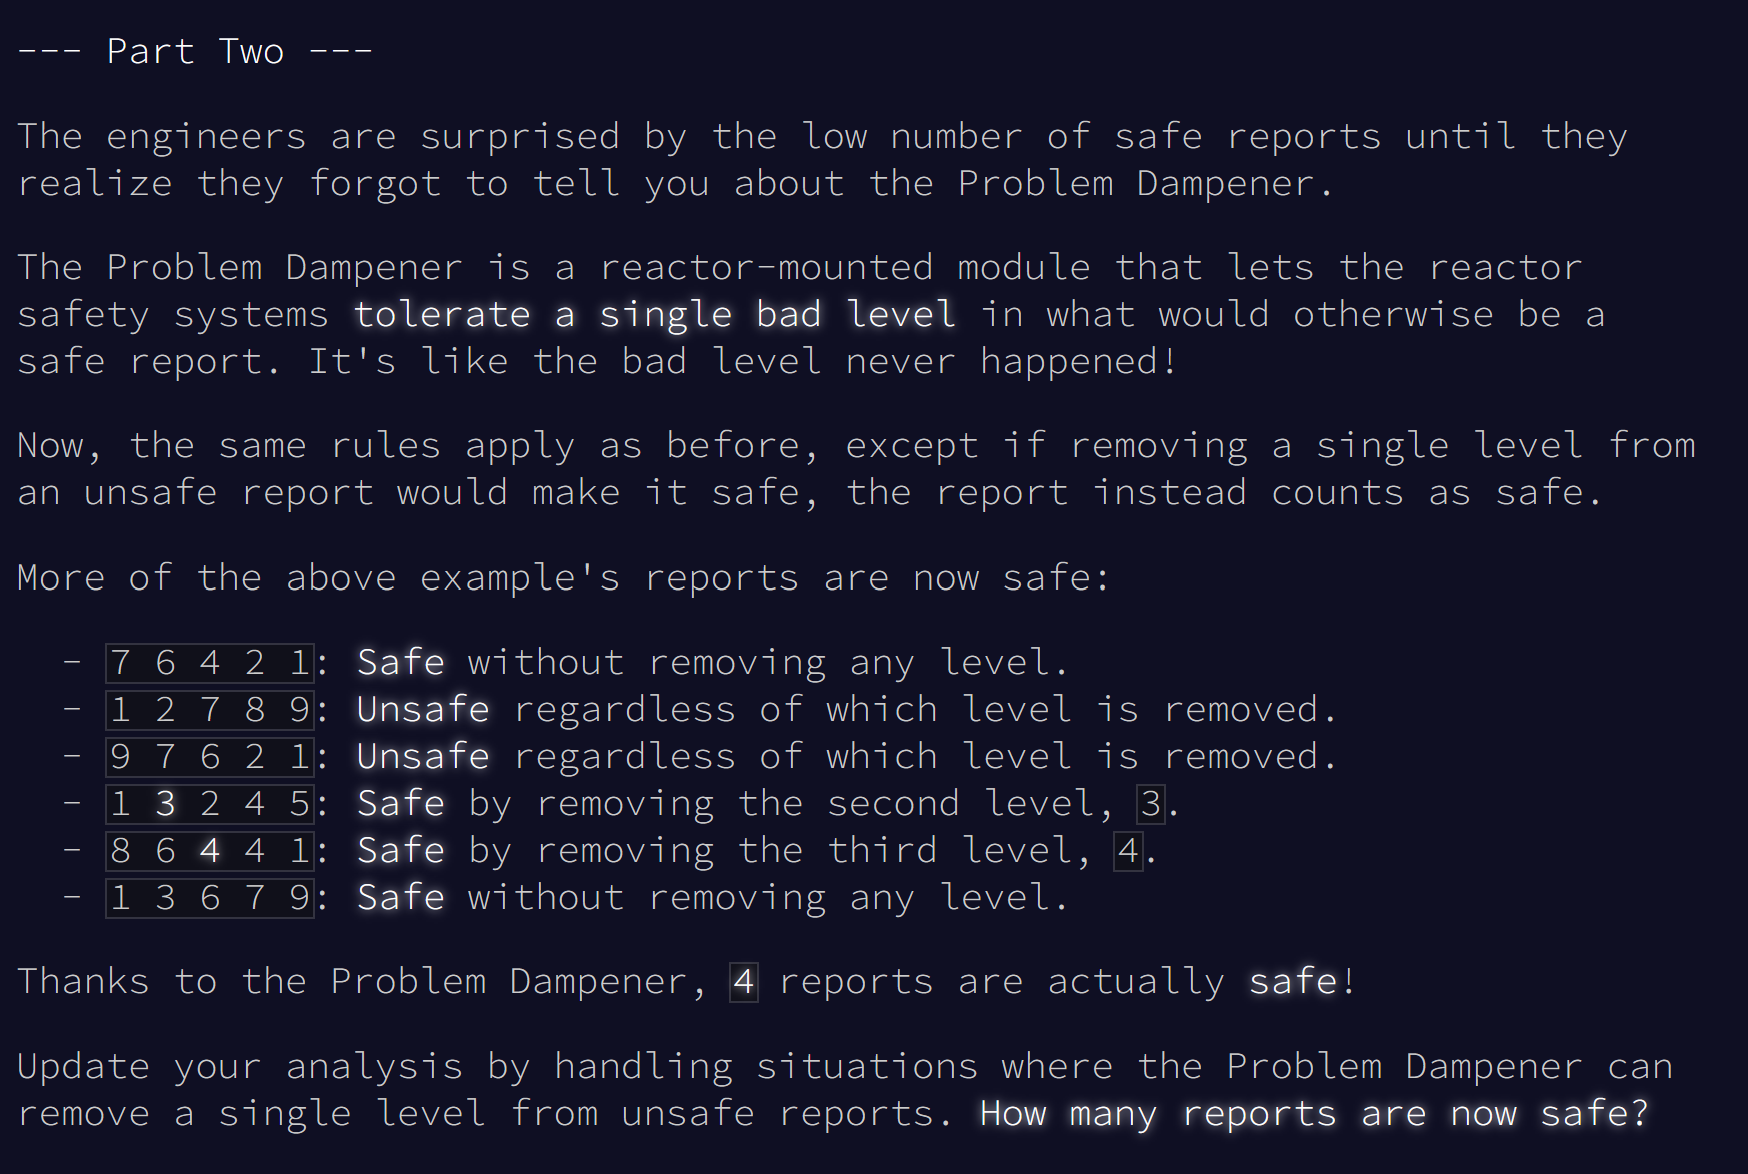 --- Part Two ---
The engineers are surprised by the low number of safe reports until they
realize they forgot to tell you about the Problem Dampener.
The Problem Dampener is a reactor-mounted module that lets the reactor
safety systems tolerate a single bad level in what would otherwise be a
safe report. It's like the bad level never happened!
Now, the same rules apply as before, except if removing a single level from
an unsafe report would make it safe, the report instead counts as safe.
More of the above example's reports are now safe:
- 7 6 4 2 1: Safe without removing any level.
- 1 2 7 8 9: Unsafe regardless of which level is removed.
- 9 7 6 2 1: Unsafe regardless of which level is removed.
- 1 3 2 4 5: Safe by removing the second level, 3.
- 8 6 4 4 1: Safe by removing the third level, 4.
- 1 3 6 7 9: Safe without removing any level.
Thanks to the Problem Dampener, 4 reports are actually safe!
Update your analysis by handling situations where the Problem Dampener can
remove a single level from unsafe reports. How many reports are now safe?